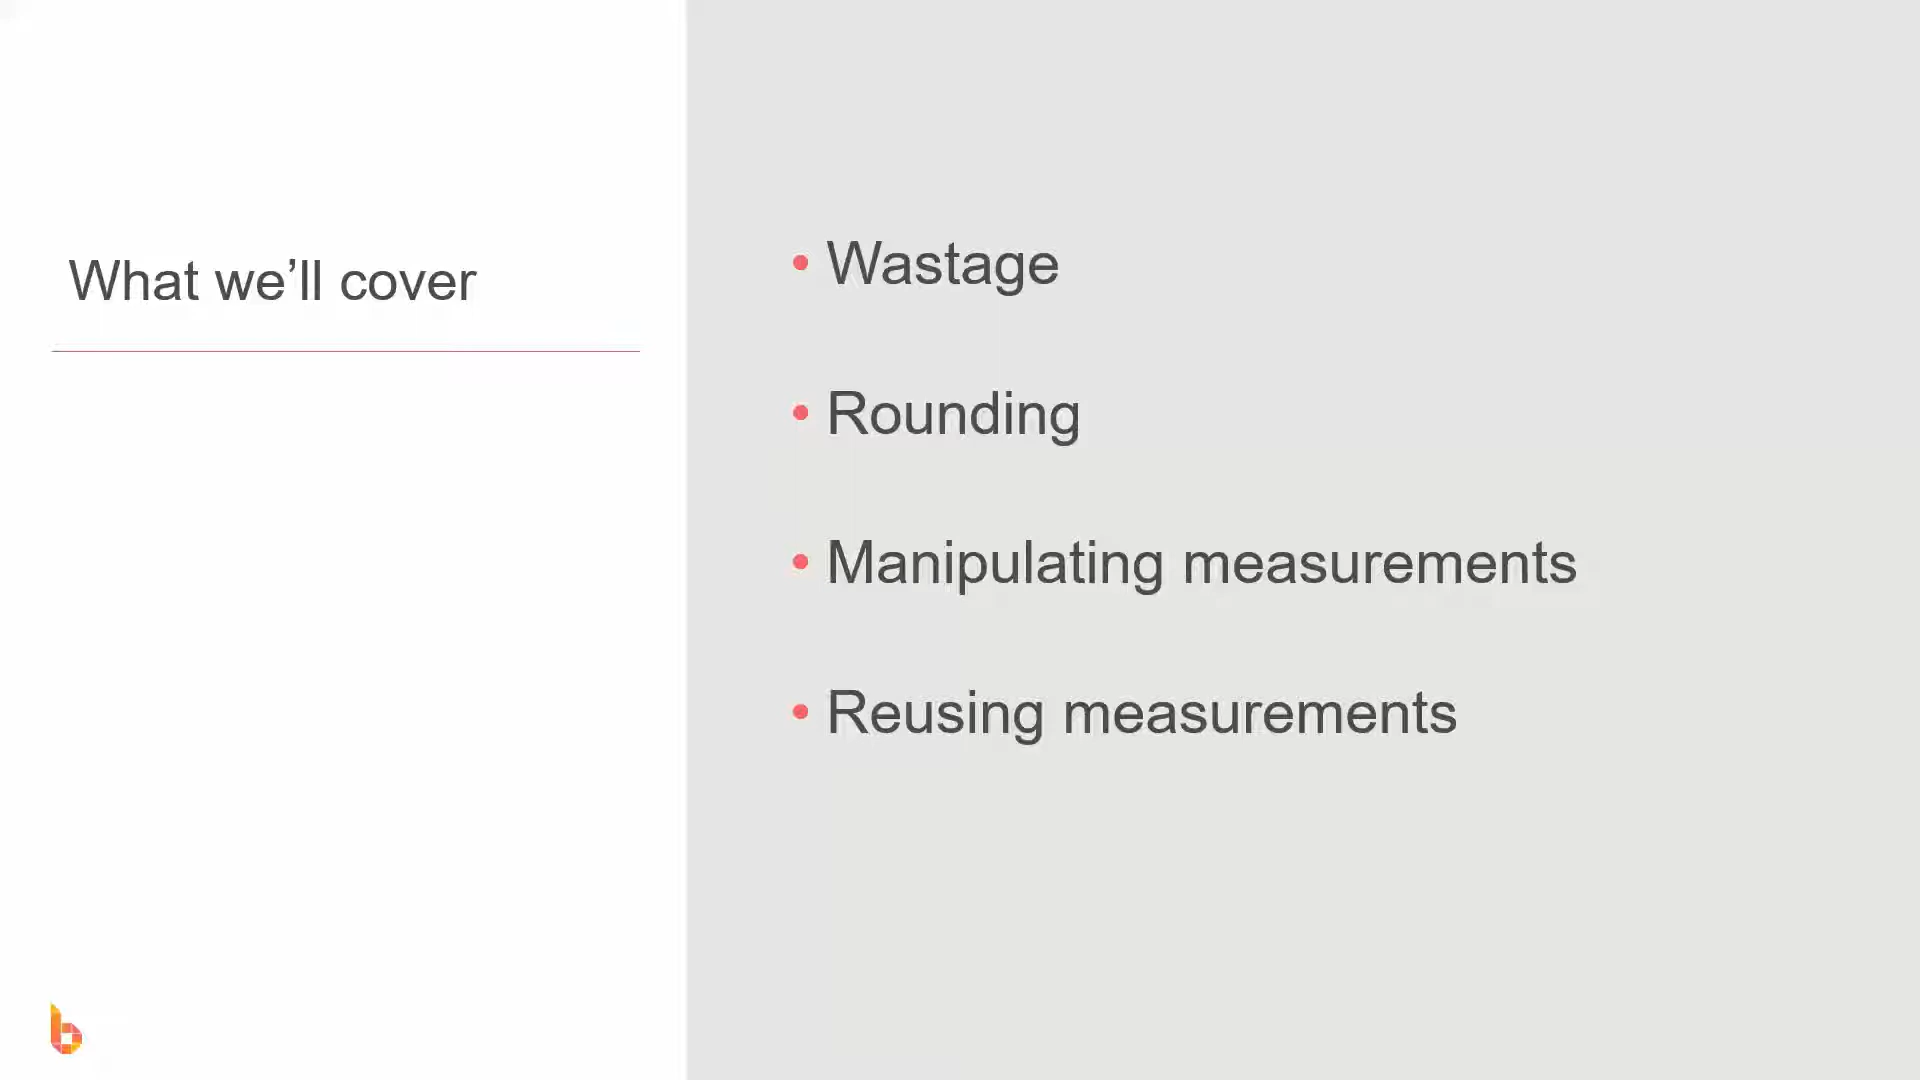 What we’ll cover
• Wastage
• Rounding
• Manipulating measurements
• Reusing measurements